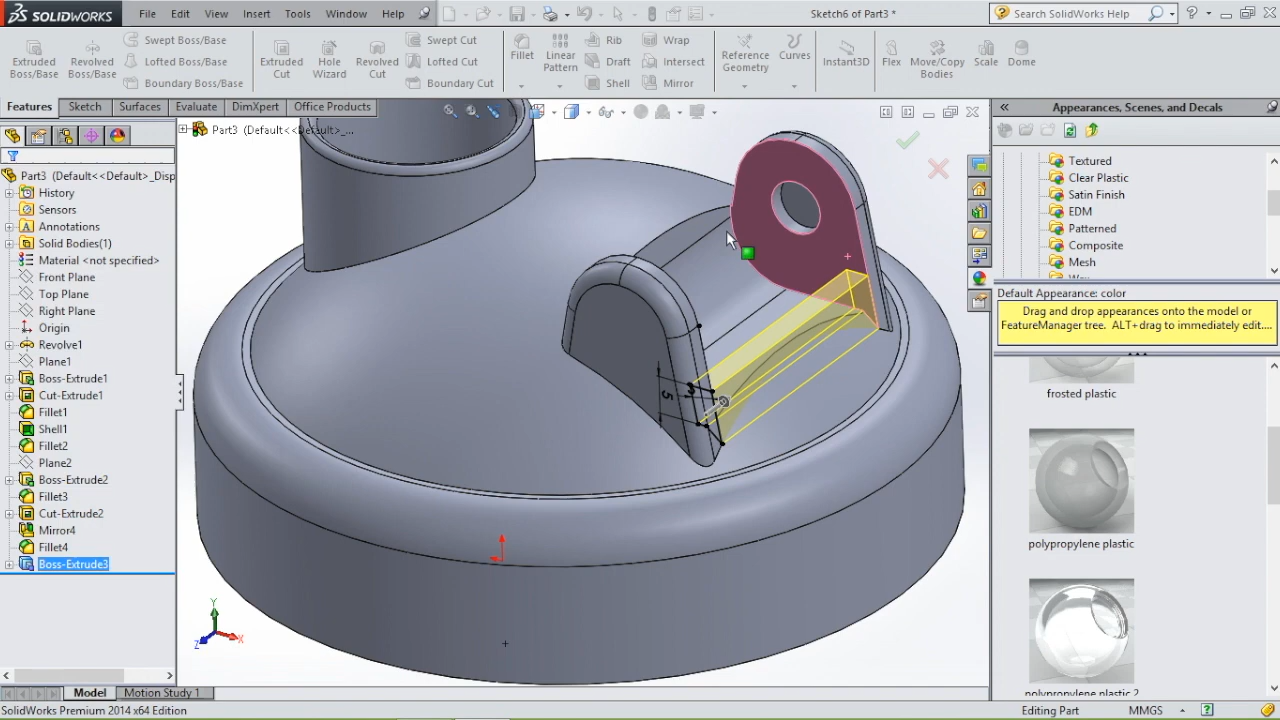 SOLIDWORKS File Edit View Insert Tools Window Help Sketch6 of Part3 * Search SolidWorks Help
Extruded Boss/Base
Revolved Boss/Base
Swept Boss/Base
Lofted Boss/Base
Boundary Boss/Base
Extruded Cut
Hole Wizard
Revolved Cut
Swept Cut
Lofted Cut
Boundary Cut
Fillet
Linear Pattern
Rib
Draft
Shell
Wrap
Intersect
Mirror
Reference Geometry
Curves
Instant3D
Flex
Move/Copy Bodies
Scale
Dome
Features Sketch Surfaces Evaluate DimXpert Office Products
Part3 (Default<<Default>_...
Part3 (Default<<Default>_Disp
History
Sensors
Annotations
Solid Bodies(1)
Material <not specified>
Front Plane
Top Plane
Right Plane
Origin
Revolve1
Plane1
Boss-Extrude1
Cut-Extrude1
Fillet1
Shell1
Fillet2
Plane2
Boss-Extrude2
Fillet3
Cut-Extrude2
Mirror4
Fillet4
Boss-Extrude3
5
Y
Z
X
Appearances, Scenes, and Decals
Textured
Clear Plastic
Satin Finish
EDM
Patterned
Composite
Mesh
Default Appearance: color
Drag and drop appearances onto the model or
FeatureManager tree. ALT+drag to immediately edit....
frosted plastic
polypropylene plastic
polypropylene plastic 2
Model Motion Study 1
SolidWorks Premium 2014 x64 Edition Editing Part MMGS